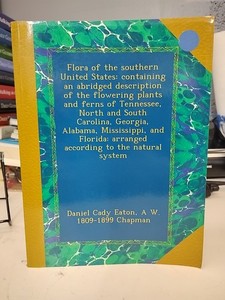 Flora of the southern
United States: containing
an abridged description
of the flowering plants
and ferns of Tennessee,
North and South
Carolina, Georgia,
Alabama, Mississippi, and
Florida: arranged
according to the natural
system
Daniel Cady Eaton, A W.
1809-1899 Chapman